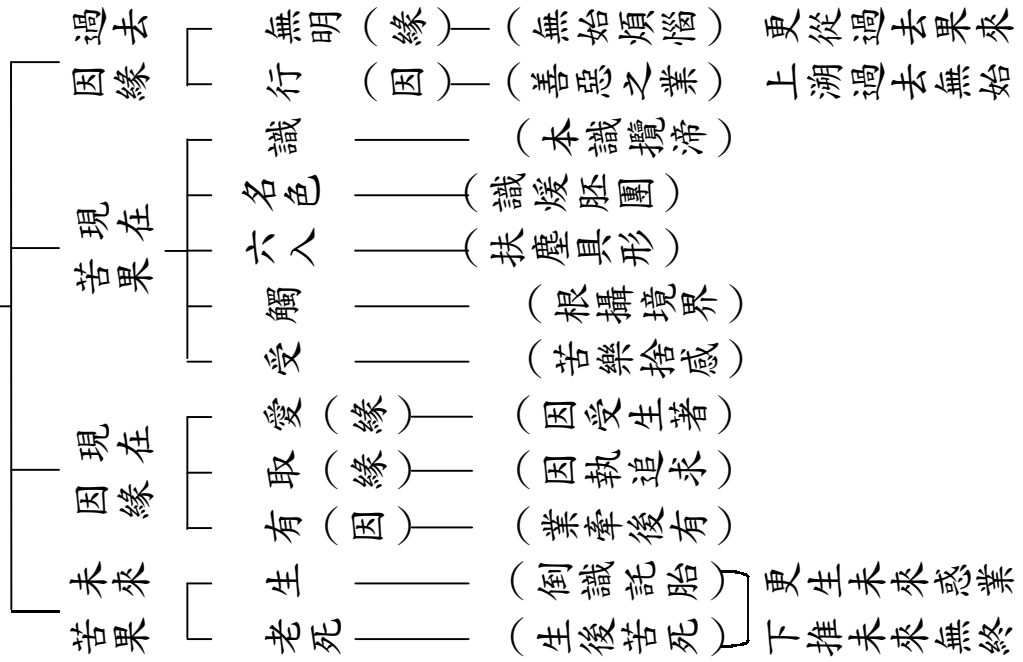 過去因緣
無明（緣）（無始煩惱）更從過去果來
行（因）（善惡之業）上溯過去無始
現在苦果
識（本識攬渧）
名色（識煖胚團）
六入（扶塵具形）
觸（根攝境界）
受（苦樂捨感）
現在因緣
愛（緣）（因受生著）
取（緣）（因執追求）
有（因）（業牽後有）
未來苦果
生（倒識託胎）更生未來惑業
老死（生後苦死）下推未來無終